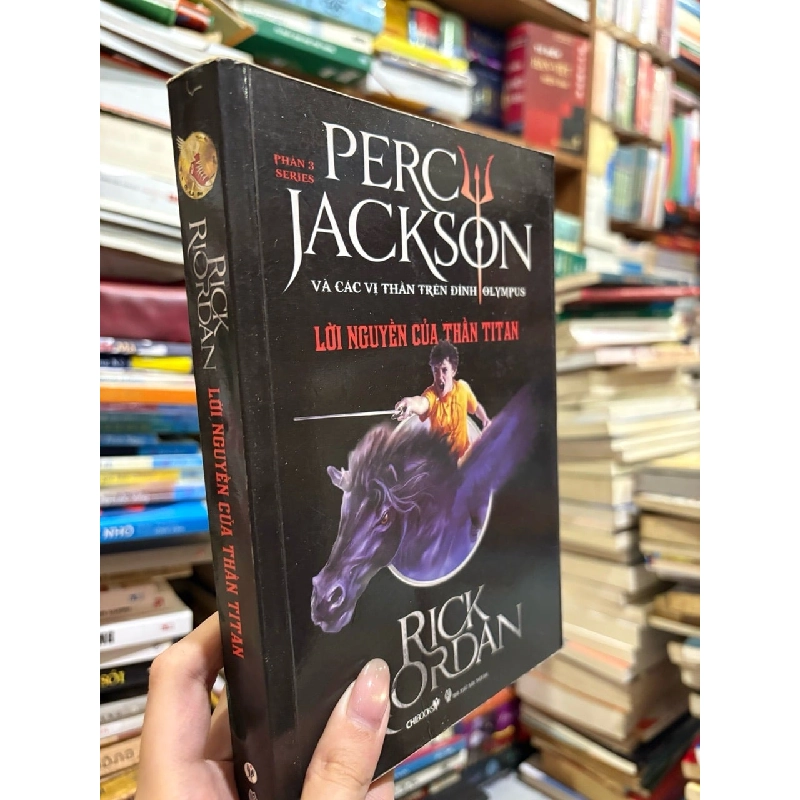 PHẦN 3
SERIES
PERCY
JACKSON
VÀ CÁC VỊ THẦN TRÊN ĐỈNH OLYMPUS
LỜI NGUYỀN CỦA THẦN TITAN
RICK
RIORDAN
CHIBOOKS
RICK
RIORDAN
LỜI NGUYỀN CỦA THẦN TITAN